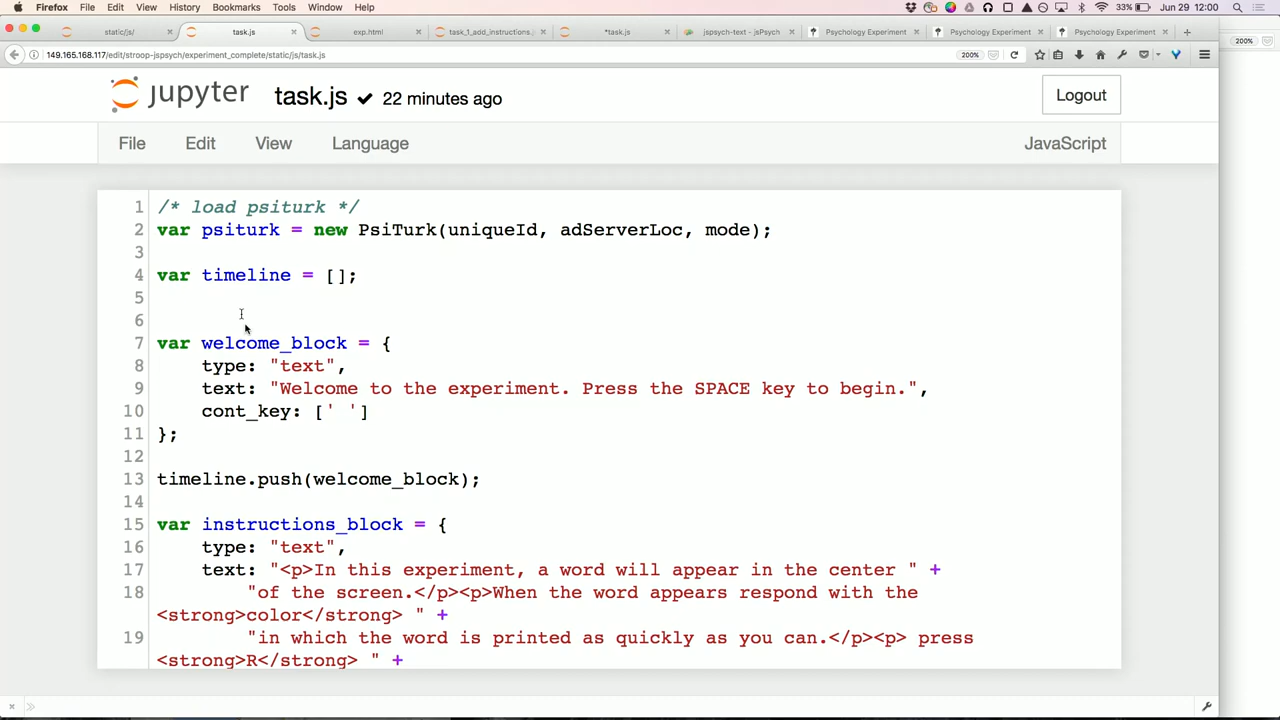 Firefox File Edit View History Bookmarks Tools Window Help 33% Jun 29 12:00
static/js/ × task.js × exp.html × task_1_add_instructions. × *task.js × jspsych-text - jsPsych × Psychology Experiment × Psychology Experiment × Psychology Experiment × +
149.165.168.117/edit/stroop-jspsych/experiment_complete/static/js/task.js 200%
200%
jupyter task.js ✔ 22 minutes ago Logout
File Edit View Language JavaScript
1 /* load psiturk */
2 var psiturk = new PsiTurk(uniqueId, adServerLoc, mode);
3
4 var timeline = [];
5
6
7 var welcome_block = {
8 type: "text",
9 text: "Welcome to the experiment. Press the SPACE key to begin.",
10 cont_key: [' ']
11 };
12
13 timeline.push(welcome_block);
14
15 var instructions_block = {
16 type: "text",
17 text: "<p>In this experiment, a word will appear in the center " +
18 "of the screen.</p><p>When the word appears respond with the
<strong>color</strong> " +
19 "in which the word is printed as quickly as you can.</p><p> press
<strong>R</strong> " +